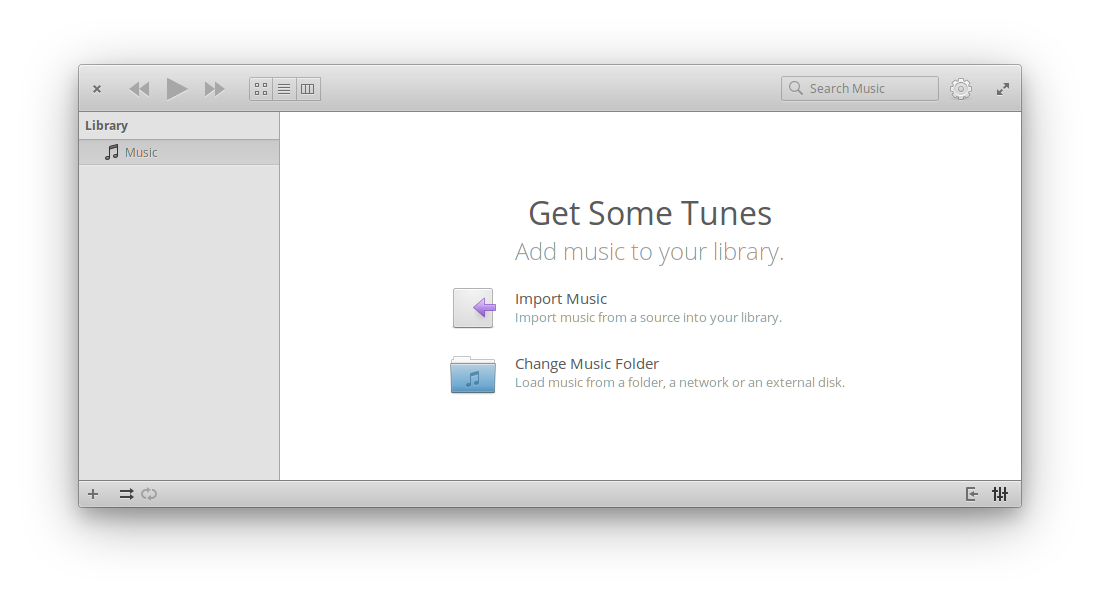 Search Music
Library
Music
Get Some Tunes
Add music to your library.
Import Music
Import music from a source into your library.
Change Music Folder
Load music from a folder, a network or an external disk.